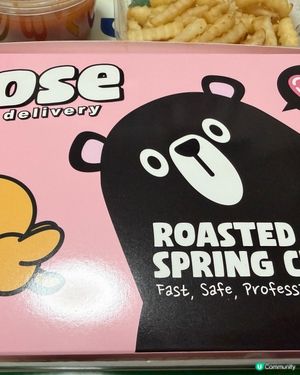 ose
delivery
ROASTED
SPRING C
Fast, Safe, Professi
U Community